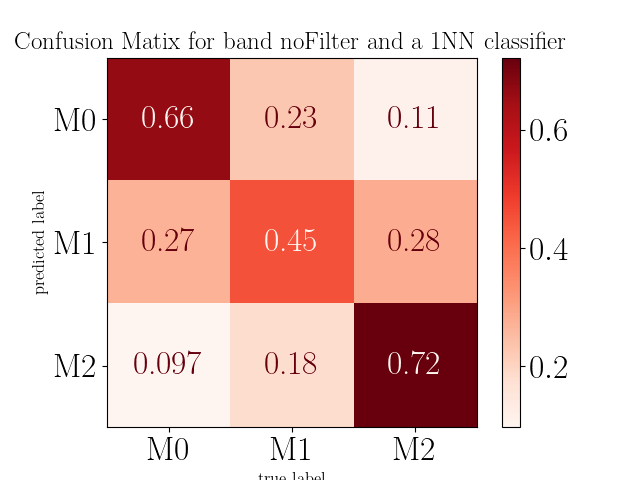 Confusion Matix for band noFilter and a 1NN classifier
M0 0.66 0.23 0.11 0.6
predicted label
M1 0.27 0.45 0.28 0.4
M2 0.097 0.18 0.72 0.2
M0 M1 M2
true label